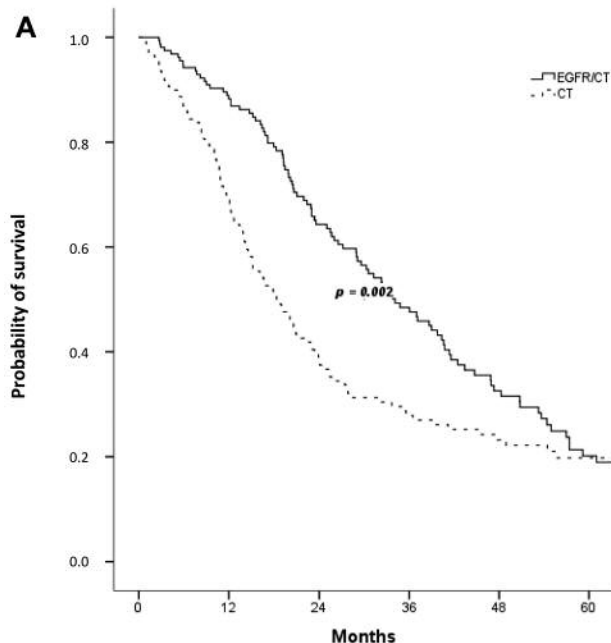 A
1.0
EGFR/CT
CT
0.8
0.6
p = 0.002
0.4
0.2
0.0
0 12 24 36 48 60
Probability of survival
Months